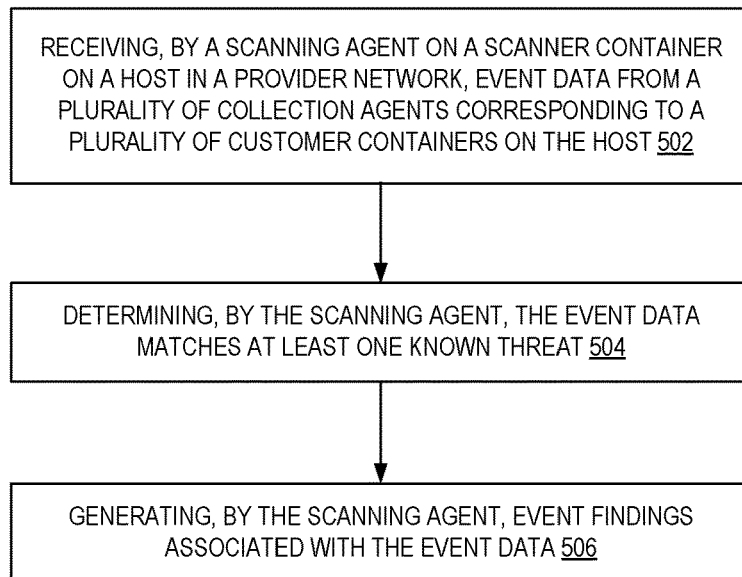 RECEIVING, BY A SCANNING AGENT ON A SCANNER CONTAINER
ON A HOST IN A PROVIDER NETWORK, EVENT DATA FROM A
PLURALITY OF COLLECTION AGENTS CORRESPONDING TO A
PLURALITY OF CUSTOMER CONTAINERS ON THE HOST 502
DETERMINING, BY THE SCANNING AGENT, THE EVENT DATA
MATCHES AT LEAST ONE KNOWN THREAT 504
GENERATING, BY THE SCANNING AGENT, EVENT FINDINGS
ASSOCIATED WITH THE EVENT DATA 506